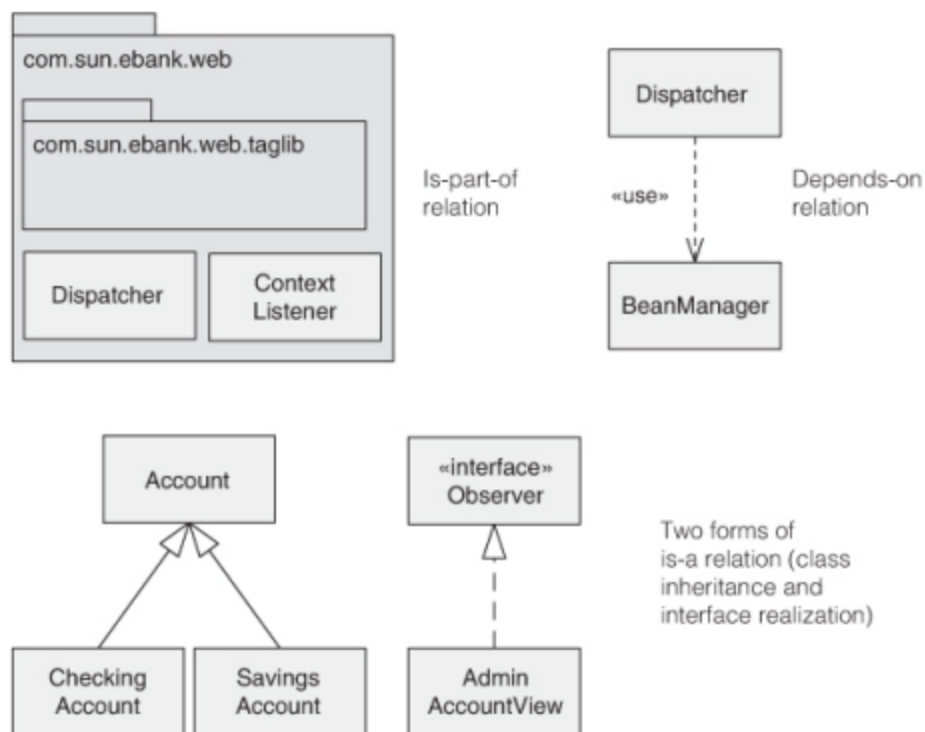 com.sun.ebank.web
com.sun.ebank.web.taglib
Dispatcher
Context
Listener
Is-part-of
relation
Dispatcher
«use»
Depends-on
relation
BeanManager
Account
Checking
Account
Savings
Account
«interface»
Observer
Admin
AccountView
Two forms of
is-a relation (class
inheritance and
interface realization)